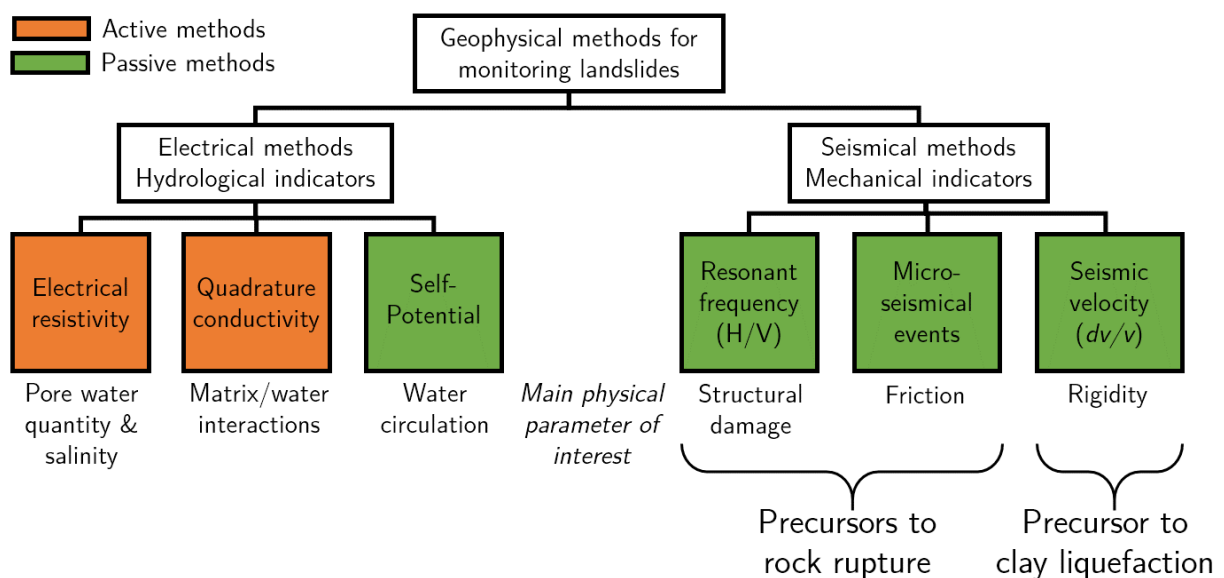 Active methods
Passive methods
Geophysical methods for
monitoring landslides
Electrical methods
Hydrological indicators
Seismical methods
Mechanical indicators
Electrical
resistivity
Quadrature
conductivity
Self-
Potential
Resonant
frequency
(H/V)
Micro-
seismical
events
Seismic
velocity
(dv/v)
Pore water
quantity &
salinity
Matrix/water
interactions
Water
circulation
Main physical
parameter of
interest
Structural
damage
Friction
Rigidity
Precursors to
rock rupture
Precursor to
clay liquefaction